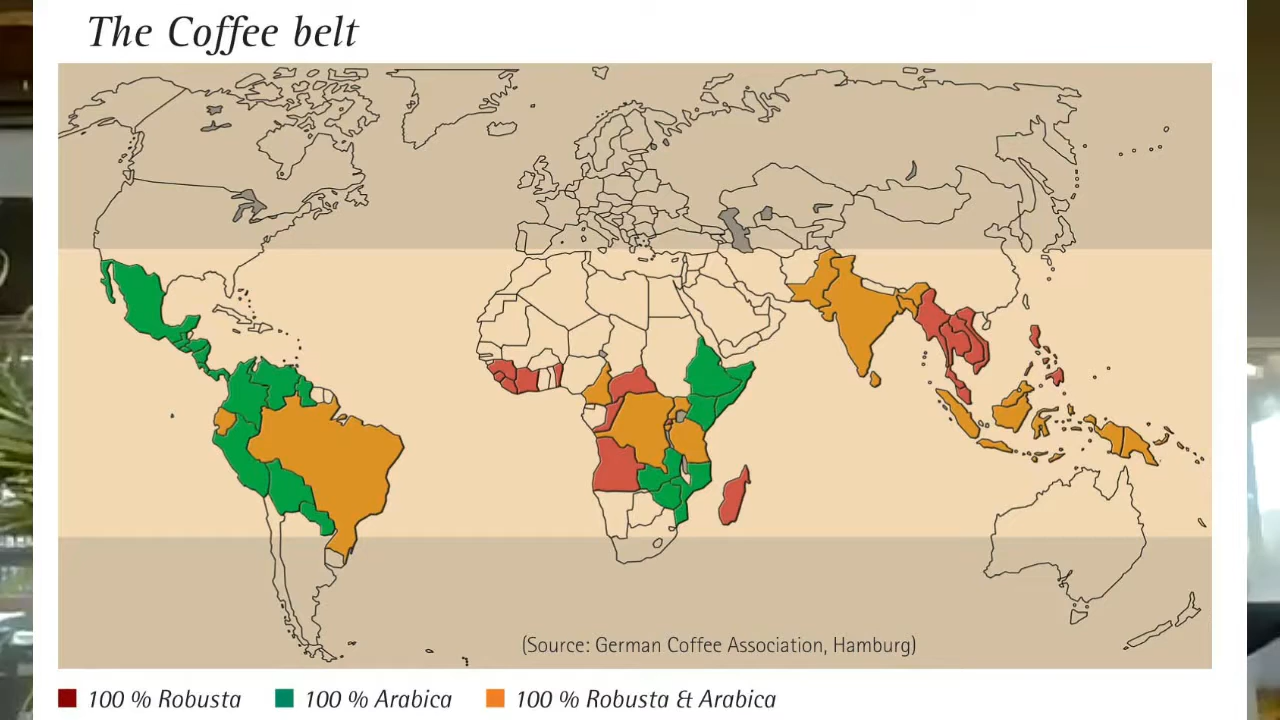 The Coffee belt
(Source: German Coffee Association, Hamburg)
100 % Robusta
100 % Arabica
100 % Robusta & Arabica